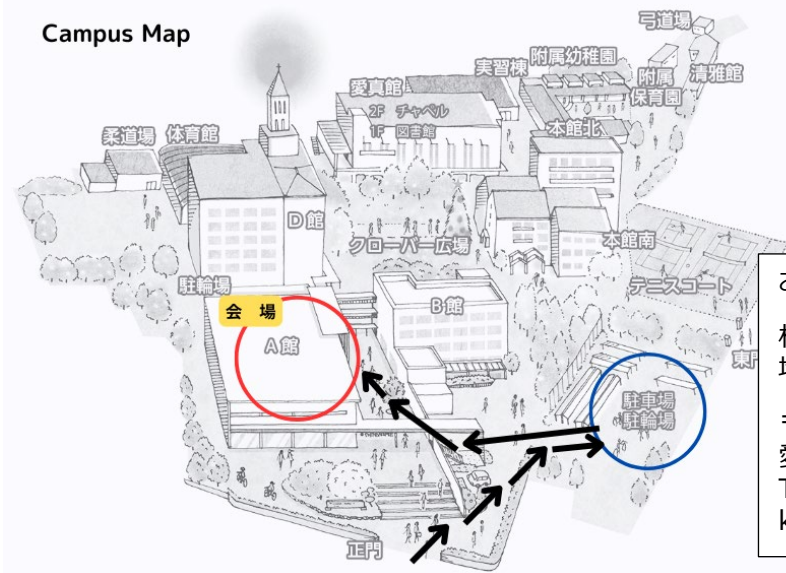 Campus Map
弓道場
附属幼稚園
実習棟
清雅館
附属
保育園
愛真館
2F チャペル
1F 図書館
本館北
柔道場
体育館
D館
クローバー広場
本館南
駐輪場
テニスコート
B館
会 場
A館
東門
駐車場
駐輪場
愛
T
k
正門